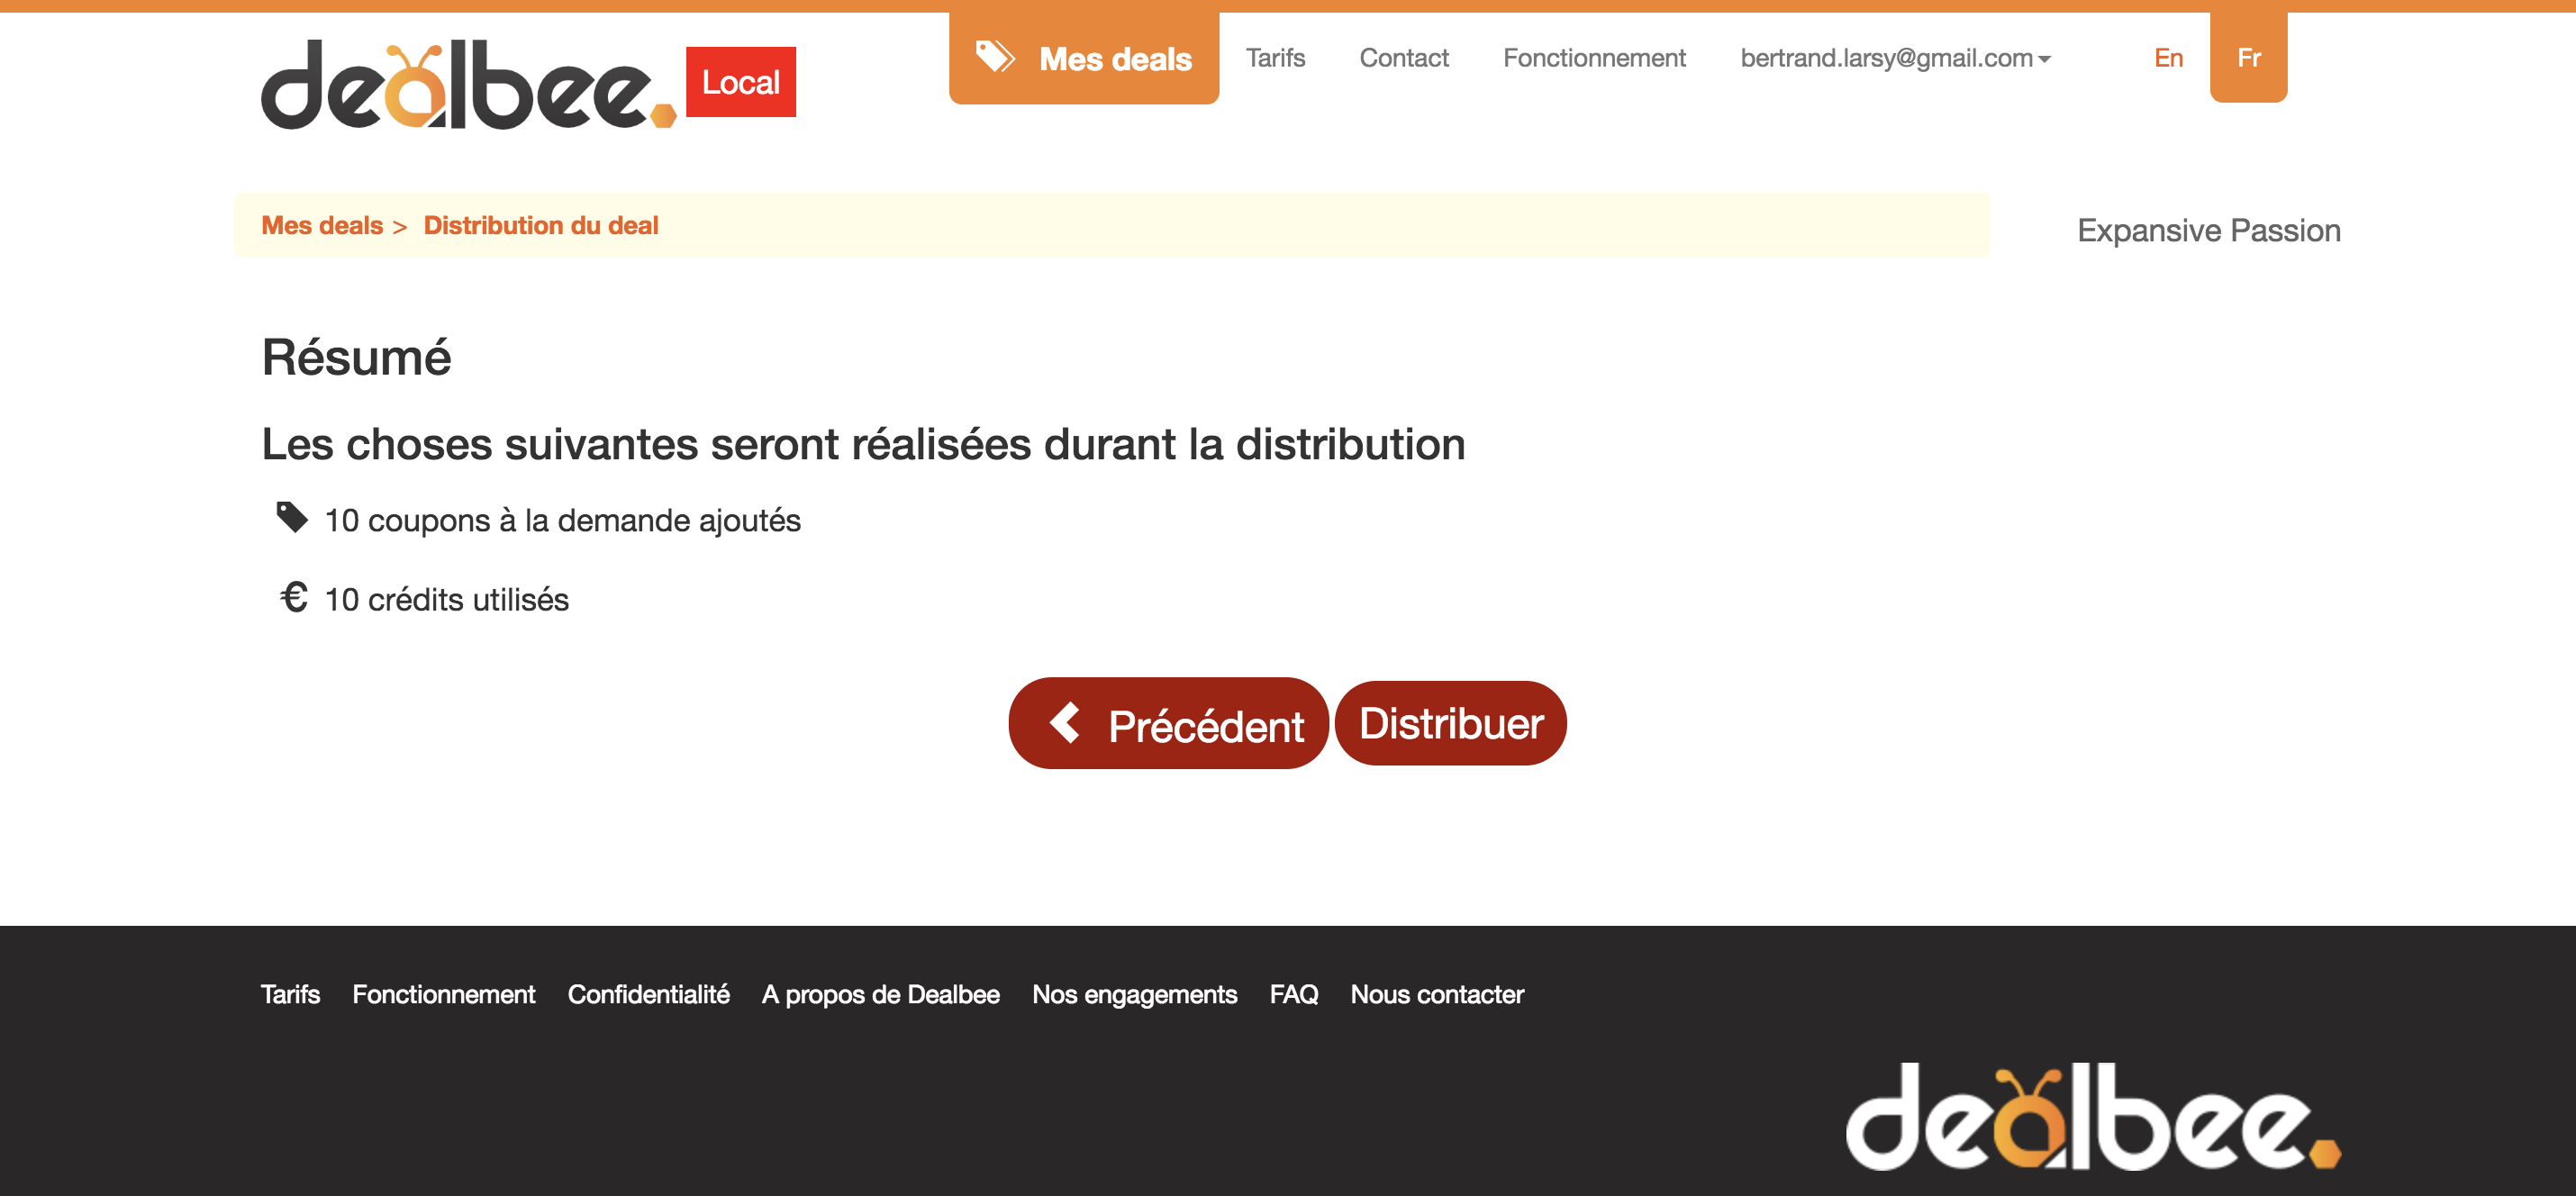 dealbee. Local
Mes deals Tarifs Contact Fonctionnement bertrand.larsy@gmail.com En Fr
Mes deals > Distribution du deal
Expansive Passion
Résumé
Les choses suivantes seront réalisées durant la distribution
10 coupons à la demande ajoutés
€ 10 crédits utilisés
Précédent Distribuer
Tarifs Fonctionnement Confidentialité A propos de Dealbee Nos engagements FAQ Nous contacter
dealbee.